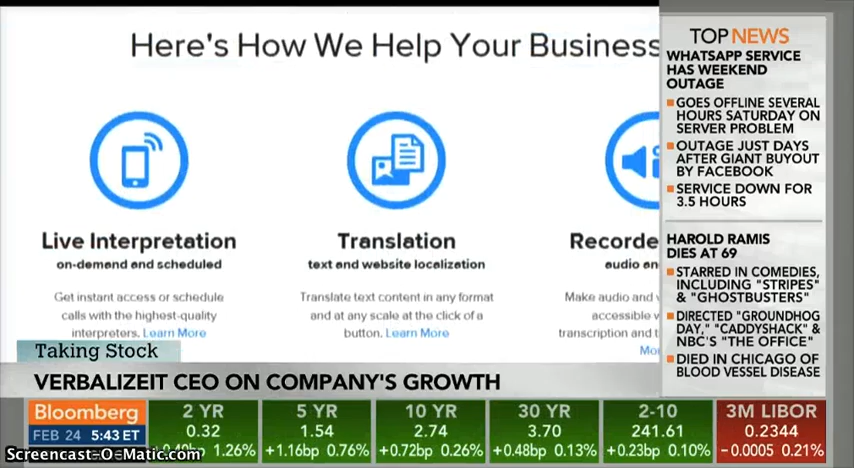 Here's How We Help Your Business
Live Interpretation
on-demand and scheduled
Get instant access or schedule
calls with the highest-quality
interpreters. Learn More
Translation
text and website localization
Translate text content in any format
and at any scale at the click of a
button. Learn More
Recorde
audio an
Make audio and
accessible
transcription and
Mo
TOP NEWS
WHATSAPP SERVICE
HAS WEEKEND
OUTAGE
GOES OFFLINE SEVERAL
HOURS SATURDAY ON
SERVER PROBLEM
OUTAGE JUST DAYS
AFTER GIANT BUYOUT
BY FACEBOOK
SERVICE DOWN FOR
3.5 HOURS
HAROLD RAMIS
DIES AT 69
STARRED IN COMEDIES,
INCLUDING "STRIPES"
& "GHOSTBUSTERS"
DIRECTED "GROUNDHOG
DAY," "CADDYSHACK" &
NBC'S "THE OFFICE"
DIED IN CHICAGO OF
BLOOD VESSEL DISEASE
Taking Stock
VERBALIZEIT CEO ON COMPANY'S GROWTH
Bloomberg
FEB 24 5:43 ET
2 YR
0.32
1.26%
5 YR
1.54
+1.16bp 0.76%
10 YR
2.74
+0.72bp 0.26%
30 YR
3.70
+0.48bp 0.13%
2-10
241.61
+0.23bp 0.10%
3M LIBOR
0.2344
-0.0005 0.21%
Screencast-O-Matic.com